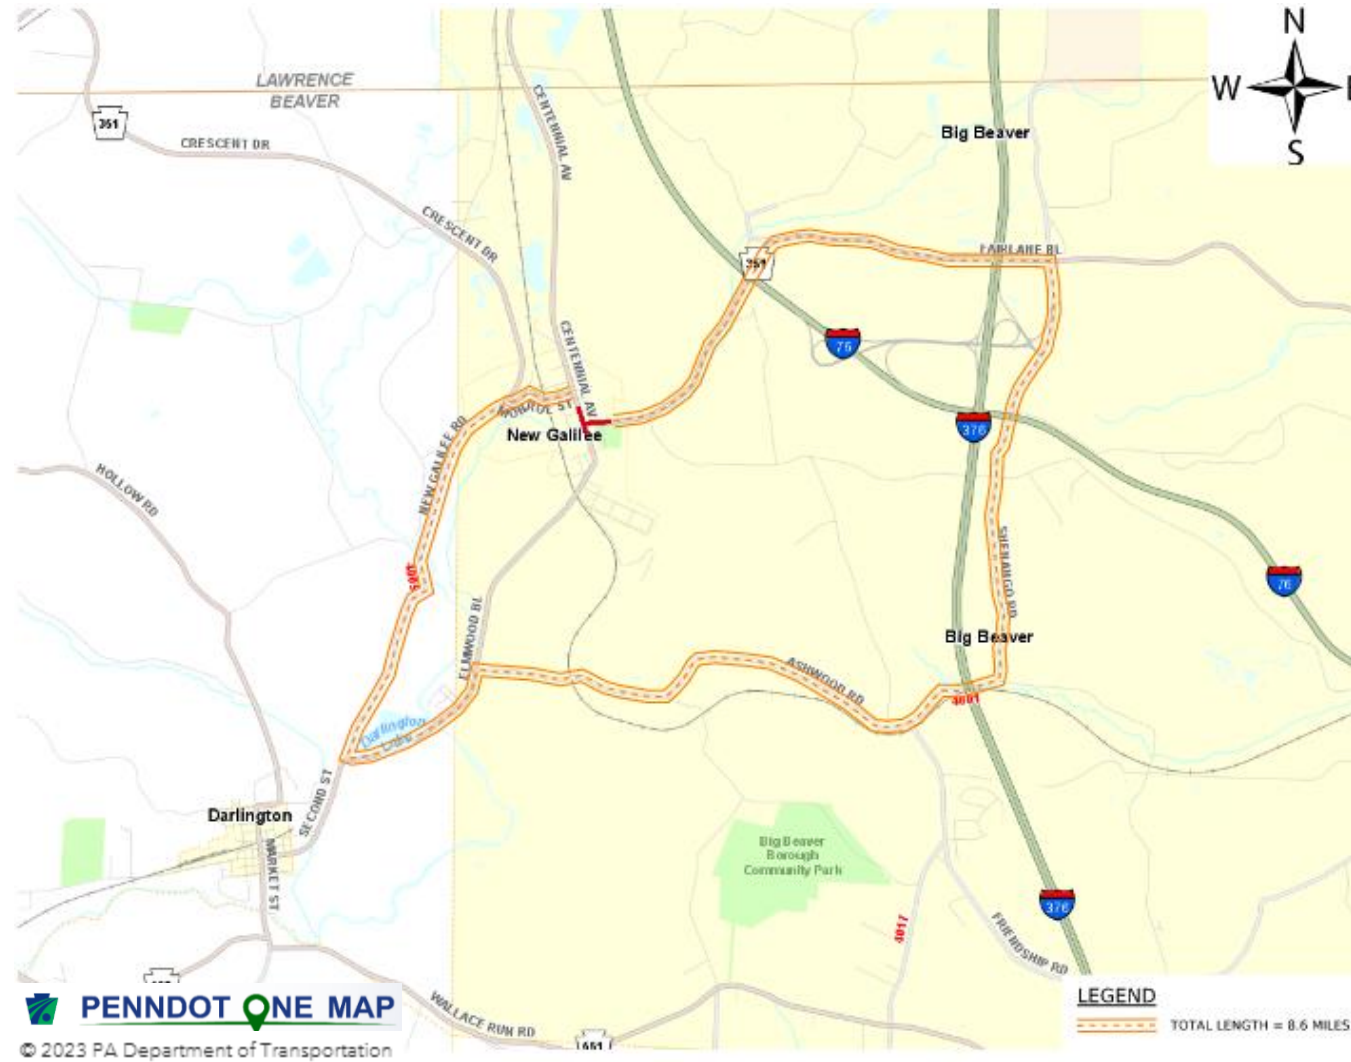 N
W
E
S
LAWRENCE
BEAVER
351
CRESCENT DR
CENTENNIAL AV
Big Beaver
CRESCENT DR
FAIRLANE BL
351
CENTENNIAL AV
76
MONROE ST
376
New Galilee
NEW GALILEE RD
HOLLOW RD
SHENANGO RD
76
ELMWOOD BL
Big Beaver
ASHWOOD RD
4001
Darlington
Lake
SECOND ST
Darlington
MARKET ST
Big Beaver
Borough
Community Park
376
4017
FRIENDSHIP RD
WALLACE RUN RD
551
PENNDOT ONE MAP
© 2023 PA Department of Transportation
LEGEND
TOTAL LENGTH = 8.6 MILES